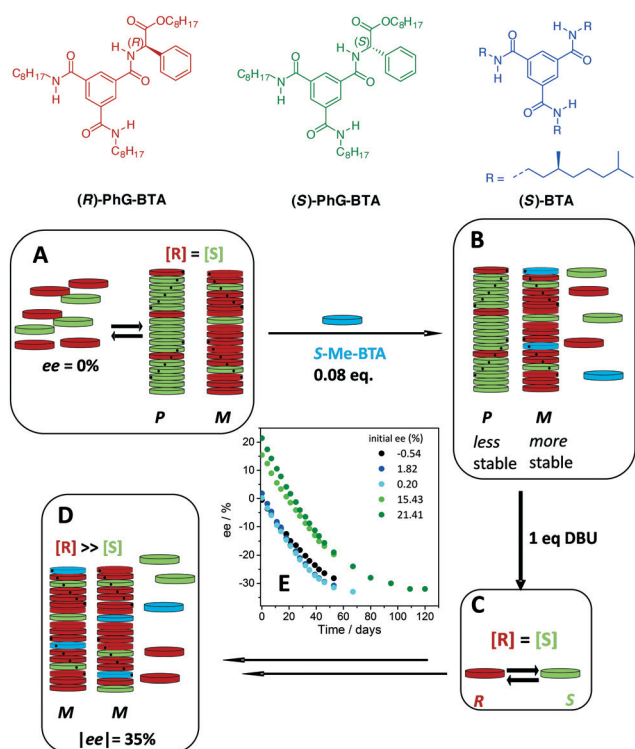 OC₈H₁₇
O
(R)
H
N
O
C₈H₁₇
N
H
O
O
N
H
C₈H₁₇
(R)-PhG-BTA
OC₈H₁₇
O
(S)
H
N
O
C₈H₁₇
N
H
O
O
N
H
C₈H₁₇
(S)-PhG-BTA
R
H
N
O
R
N
H
O
O
N
H
R
R =
(S)-BTA
A
[R] = [S]
ee = 0%
P M
S-Me-BTA
0.08 eq.
B
P M
less more
stable stable
1 eq DBU
C
[R] = [S]
R S
D
[R] >> [S]
M M
|ee| = 35%
E
initial ee (%)
-0.54
1.82
0.20
15.43
21.41
ee / %
20
10
0
-10
-20
-30
0 20 40 60 80 100 120
Time / days